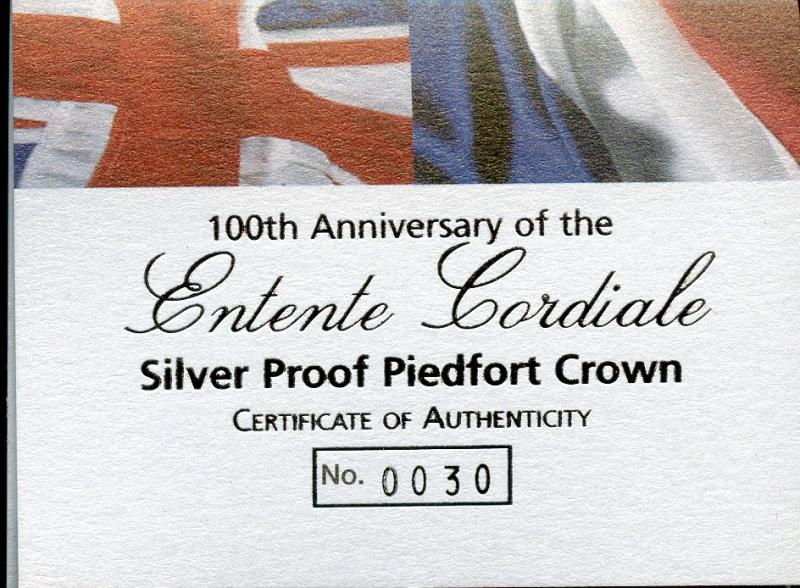 100th Anniversary of the
Entente Cordiale
Silver Proof Piedfort Crown
CERTIFICATE OF AUTHENTICITY
No. 0030